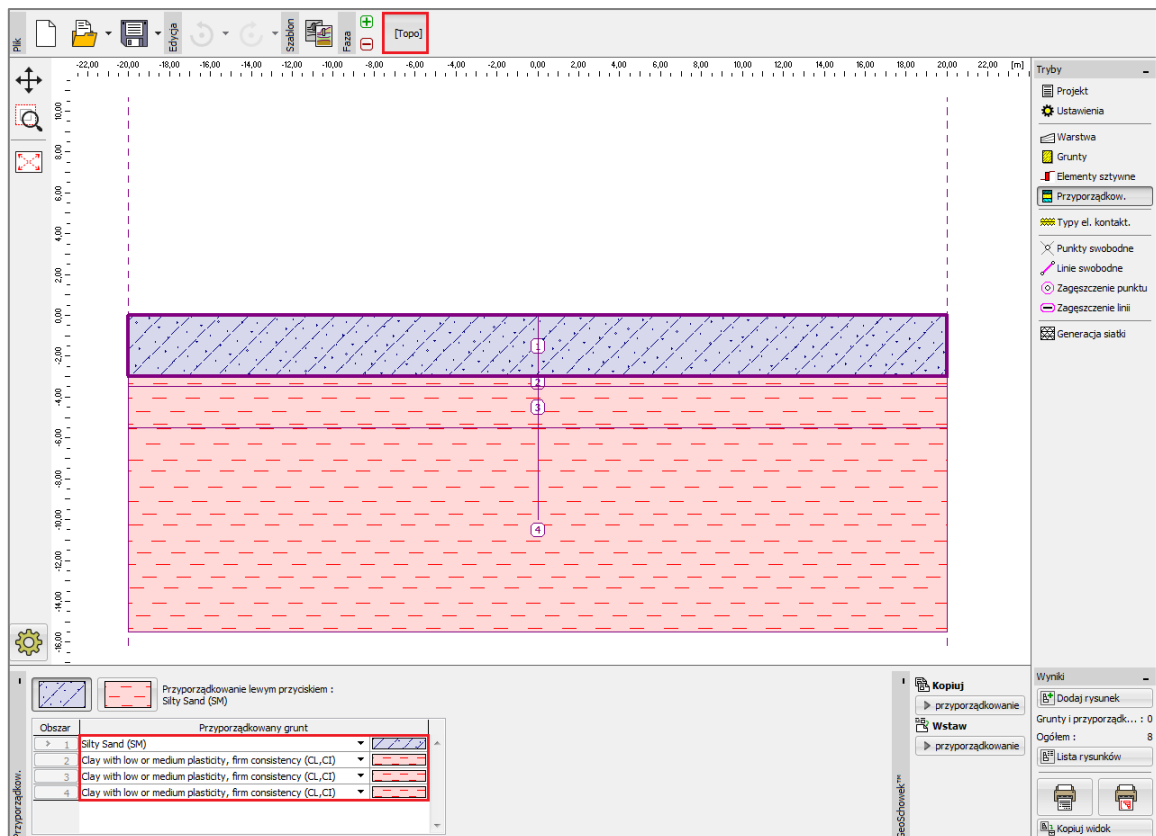 Plik
Edycja
Szablon
Faza
[Topo]
-22,00 -20,00 -18,00 -16,00 -14,00 -12,00 -10,00 -8,00 -6,00 -4,00 -2,00 0,00 2,00 4,00 6,00 8,00 10,00 12,00 14,00 16,00 18,00 20,00 22,00 [m]
10,00
8,00
6,00
4,00
2,00
0,00
-2,00
-4,00
-6,00
-8,00
-10,00
-12,00
-14,00
-16,00
1
2
3
4
Tryby
Projekt
Ustawienia
Warstwa
Grunty
Elementy sztywne
Przyporządkow.
Typy el. kontakt.
Punkty swobodne
Linie swobodne
Zagęszczenie punktu
Zagęszczenie linii
Generacja siatki
Przyporządkow.
Przyporządkowanie lewym przyciskiem :
Silty Sand (SM)
Obszar Przyporządkowany grunt
> 1 Silty Sand (SM)
2 Clay with low or medium plasticity, firm consistency (CL,CI)
3 Clay with low or medium plasticity, firm consistency (CL,CI)
4 Clay with low or medium plasticity, firm consistency (CL,CI)
GeoSchowek™
Kopiuj
przyporządkowanie
Wstaw
przyporządkowanie
Wyniki
Dodaj rysunek
Grunty i przyporządk... : 0
Ogółem : 8
Lista rysunków
Kopiuj widok